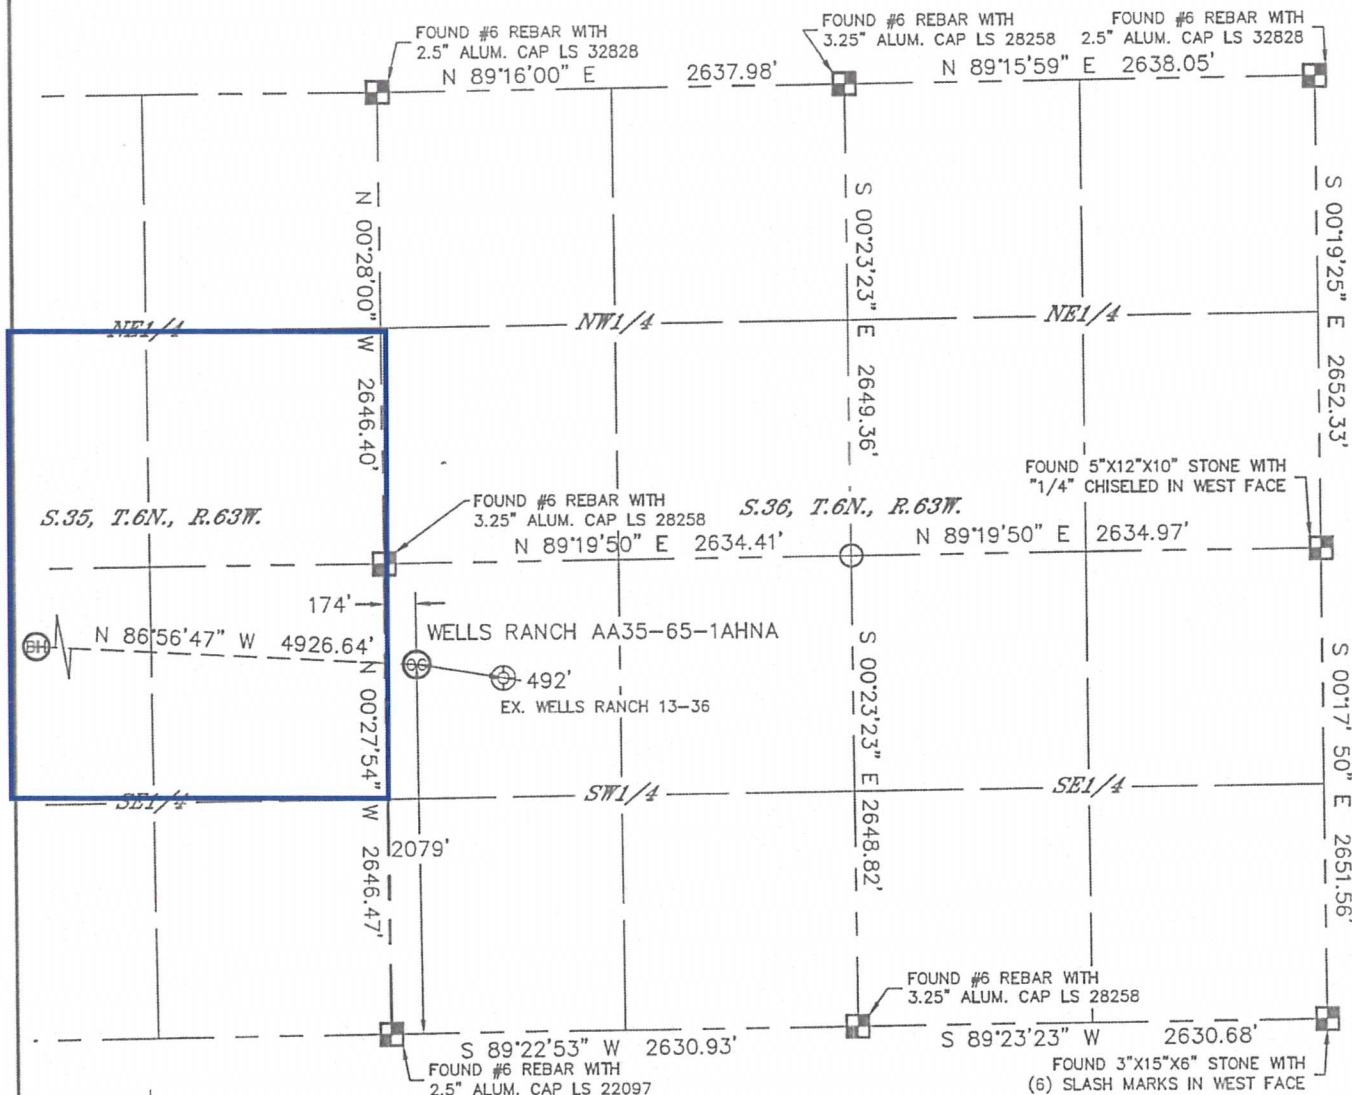 FOUND #6 REBAR WITH
2.5" ALUM. CAP LS 32828
FOUND #6 REBAR WITH
3.25" ALUM. CAP LS 28258
FOUND #6 REBAR WITH
2.5" ALUM. CAP LS 32828
N 89°16'00" E 2637.98'
N 89°15'59" E 2638.05'
N 00°28'00" W 2646.40'
S 00°23'23" E 2649.36'
S 00°19'25" E 2652.33'
NE1/4
NW1/4
NE1/4
FOUND 5"X12"X10" STONE WITH
"1/4" CHISELED IN WEST FACE
S.35, T.6N., R.63W.
FOUND #6 REBAR WITH
3.25" ALUM. CAP LS 28258
S.36, T.6N., R.63W.
N 89°19'50" E 2634.41'
N 89°19'50" E 2634.97'
174'
WELLS RANCH AA35-65-1AHNA
BH
N 86°56'47" W 4926.64'
OG
492'
EX. WELLS RANCH 13-36
N 00°27'54" W 2646.47'
S 00°23'23" E 2648.82'
S 00°17' 50" E 2651.56'
SE1/4
SW1/4
SE1/4
2079'
FOUND #6 REBAR WITH
3.25" ALUM. CAP LS 28258
S 89°22'53" W 2630.93'
S 89°23'23" W 2630.68'
FOUND #6 REBAR WITH
2.5" ALUM. CAP LS 22097
FOUND 3"X15"X6" STONE WITH
(6) SLASH MARKS IN WEST FACE